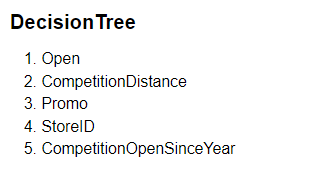 DecisionTree
1. Open
2. CompetitionDistance
3. Promo
4. StoreID
5. CompetitionOpenSinceYear